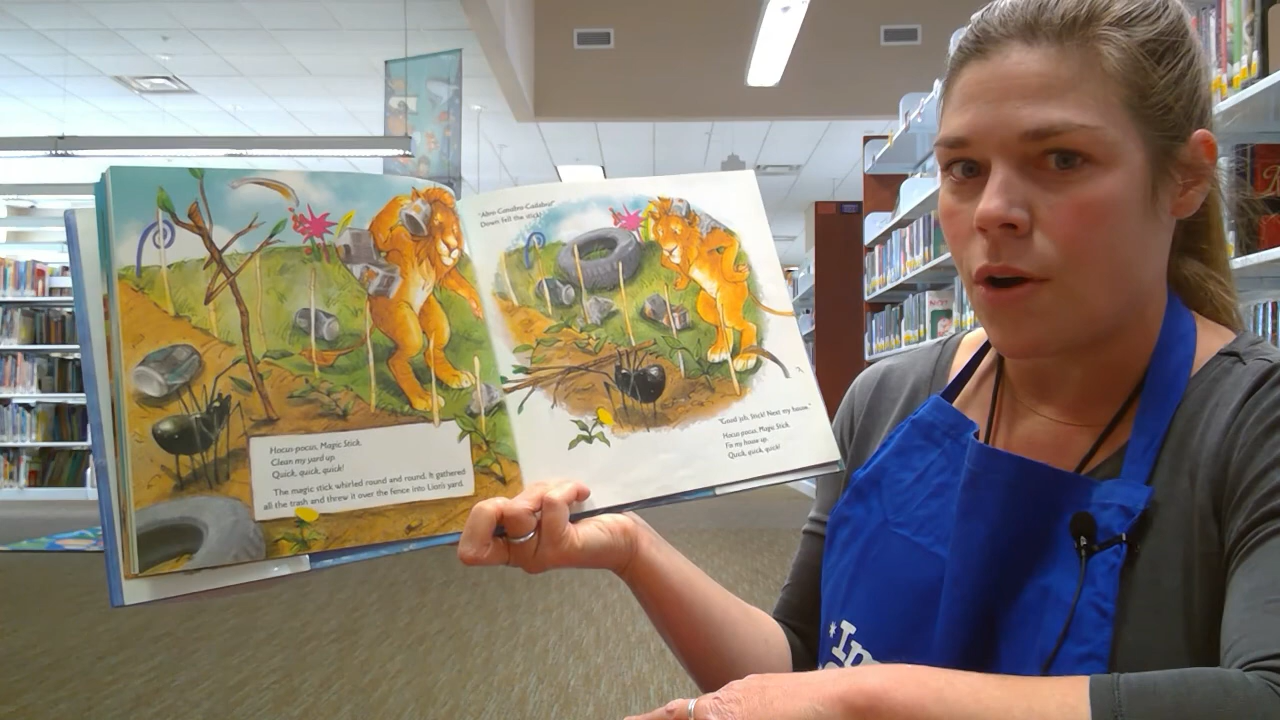 Hocus-pocus, Magic Stick.
Clean my yard up.
Quick, quick, quick!
The magic stick whirled round and round. It gathered
all the trash and threw it over the fence into Lion's yard.
"Abra-Canabra-Cadabra!"
Down fell the stick!
"Good job, Stick! Next my house."
Hocus-pocus, Magic Stick.
Fix my house up.
Quick, quick, quick!